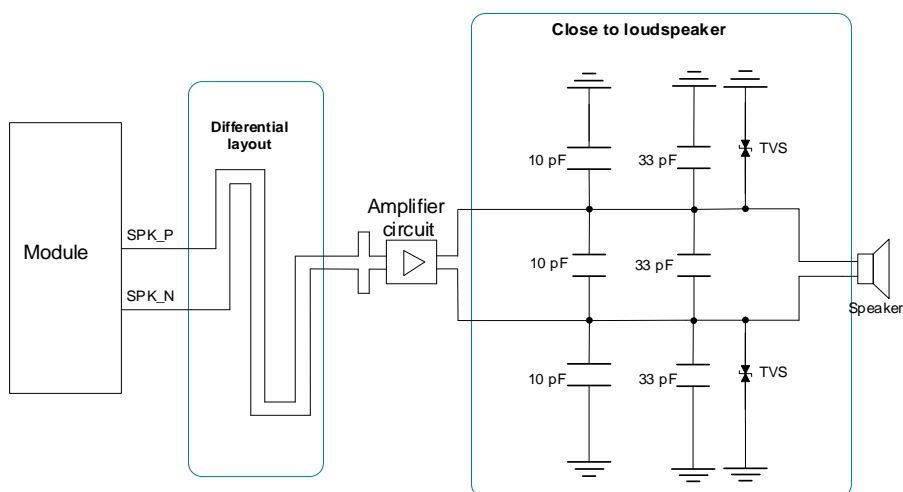 Close to loudspeaker
Differential
layout
10 pF
33 pF
TVS
Amplifier
circuit
SPK_P
Module
10 pF
33 pF
SPK_N
Speaker
10 pF
33 pF
TVS